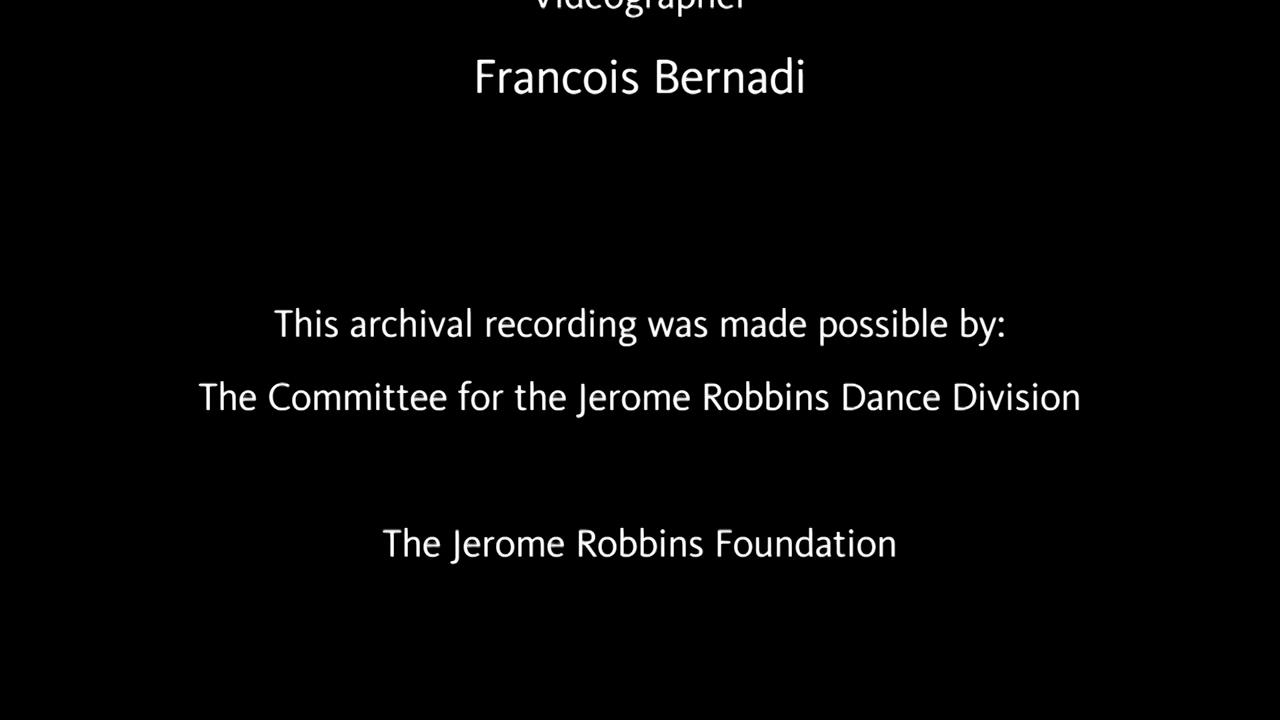 Videographer
Francois Bernadi
This archival recording was made possible by:
The Committee for the Jerome Robbins Dance Division
The Jerome Robbins Foundation